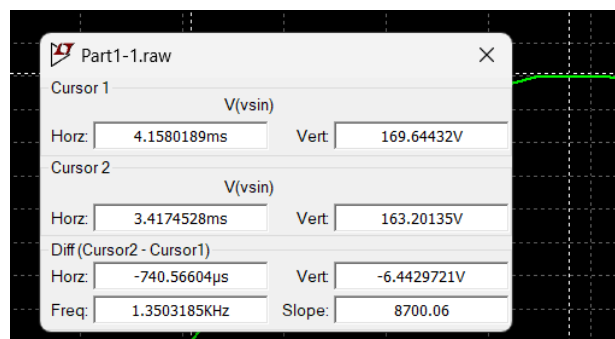 Part1-1.raw
Cursor 1
V(vsin)
Horz: 4.1580189ms Vert: 169.64432V
Cursor 2
V(vsin)
Horz: 3.4174528ms Vert: 163.20135V
Diff (Cursor2 - Cursor1)
Horz: -740.56604µs Vert: -6.4429721V
Freq: 1.3503185KHz Slope: 8700.06